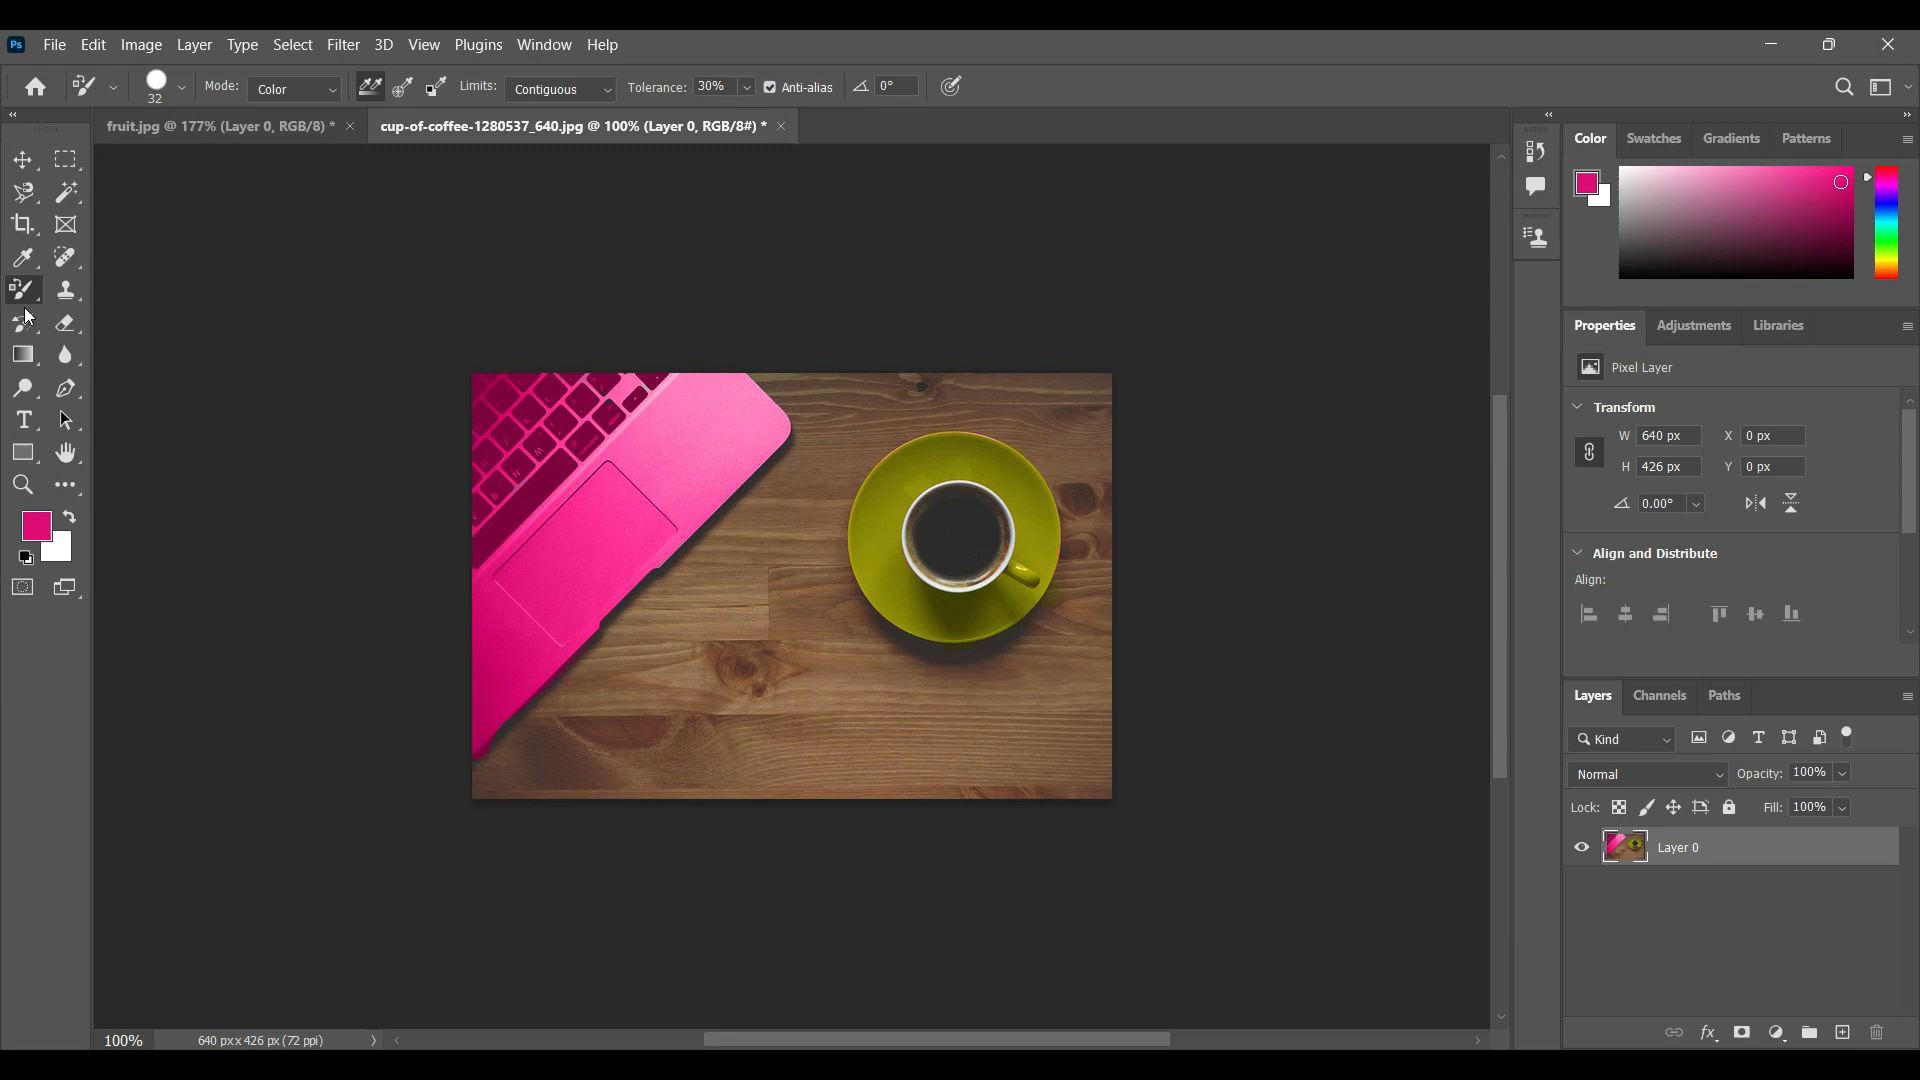 Ps File Edit Image Layer Type Select Filter 3D View Plugins Window Help
32 Mode: Color Limits: Contiguous Tolerance: 30% Anti-alias 0°
fruit.jpg @ 177% (Layer 0, RGB/8) * cup-of-coffee-1280537_640.jpg @ 100% (Layer 0, RGB/8#) *
Color Swatches Gradients Patterns
Properties Adjustments Libraries
Pixel Layer
Transform
W 640 px X 0 px
H 426 px Y 0 px
0.00°
Align and Distribute
Align:
Layers Channels Paths
Kind
Normal Opacity: 100%
Lock: Fill: 100%
Layer 0
fx
100% 640 px x 426 px (72 ppi)